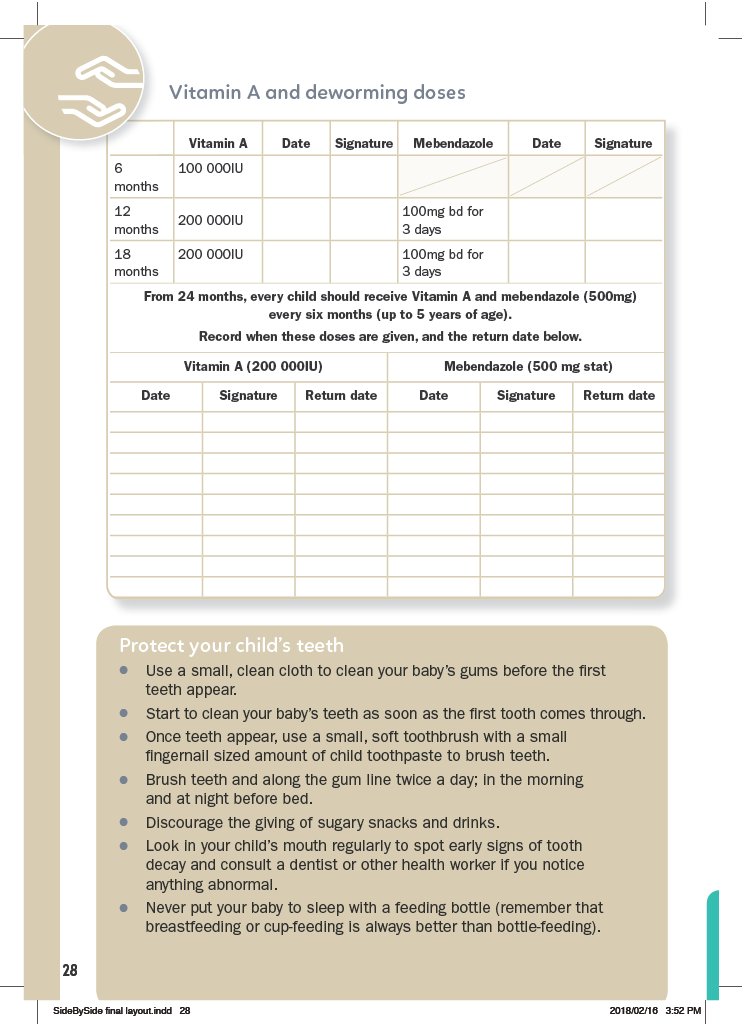 Vitamin A and deworming doses
Vitamin A Date Signature Mebendazole Date Signature
6 months 100 000IU
12 months 200 000IU 100mg bd for 3 days
18 months 200 000IU 100mg bd for 3 days
From 24 months, every child should receive Vitamin A and mebendazole (500mg)
every six months (up to 5 years of age).
Record when these doses are given, and the return date below.
Vitamin A (200 000IU) Mebendazole (500 mg stat)
Date Signature Return date Date Signature Return date
Protect your child's teeth
● Use a small, clean cloth to clean your baby's gums before the first
teeth appear.
● Start to clean your baby's teeth as soon as the first tooth comes through.
● Once teeth appear, use a small, soft toothbrush with a small
fingernail sized amount of child toothpaste to brush teeth.
● Brush teeth and along the gum line twice a day; in the morning
and at night before bed.
● Discourage the giving of sugary snacks and drinks.
● Look in your child's mouth regularly to spot early signs of tooth
decay and consult a dentist or other health worker if you notice
anything abnormal.
● Never put your baby to sleep with a feeding bottle (remember that
breastfeeding or cup-feeding is always better than bottle-feeding).
28
SideBySide final layout.indd 28 2018/02/16 3:52 PM